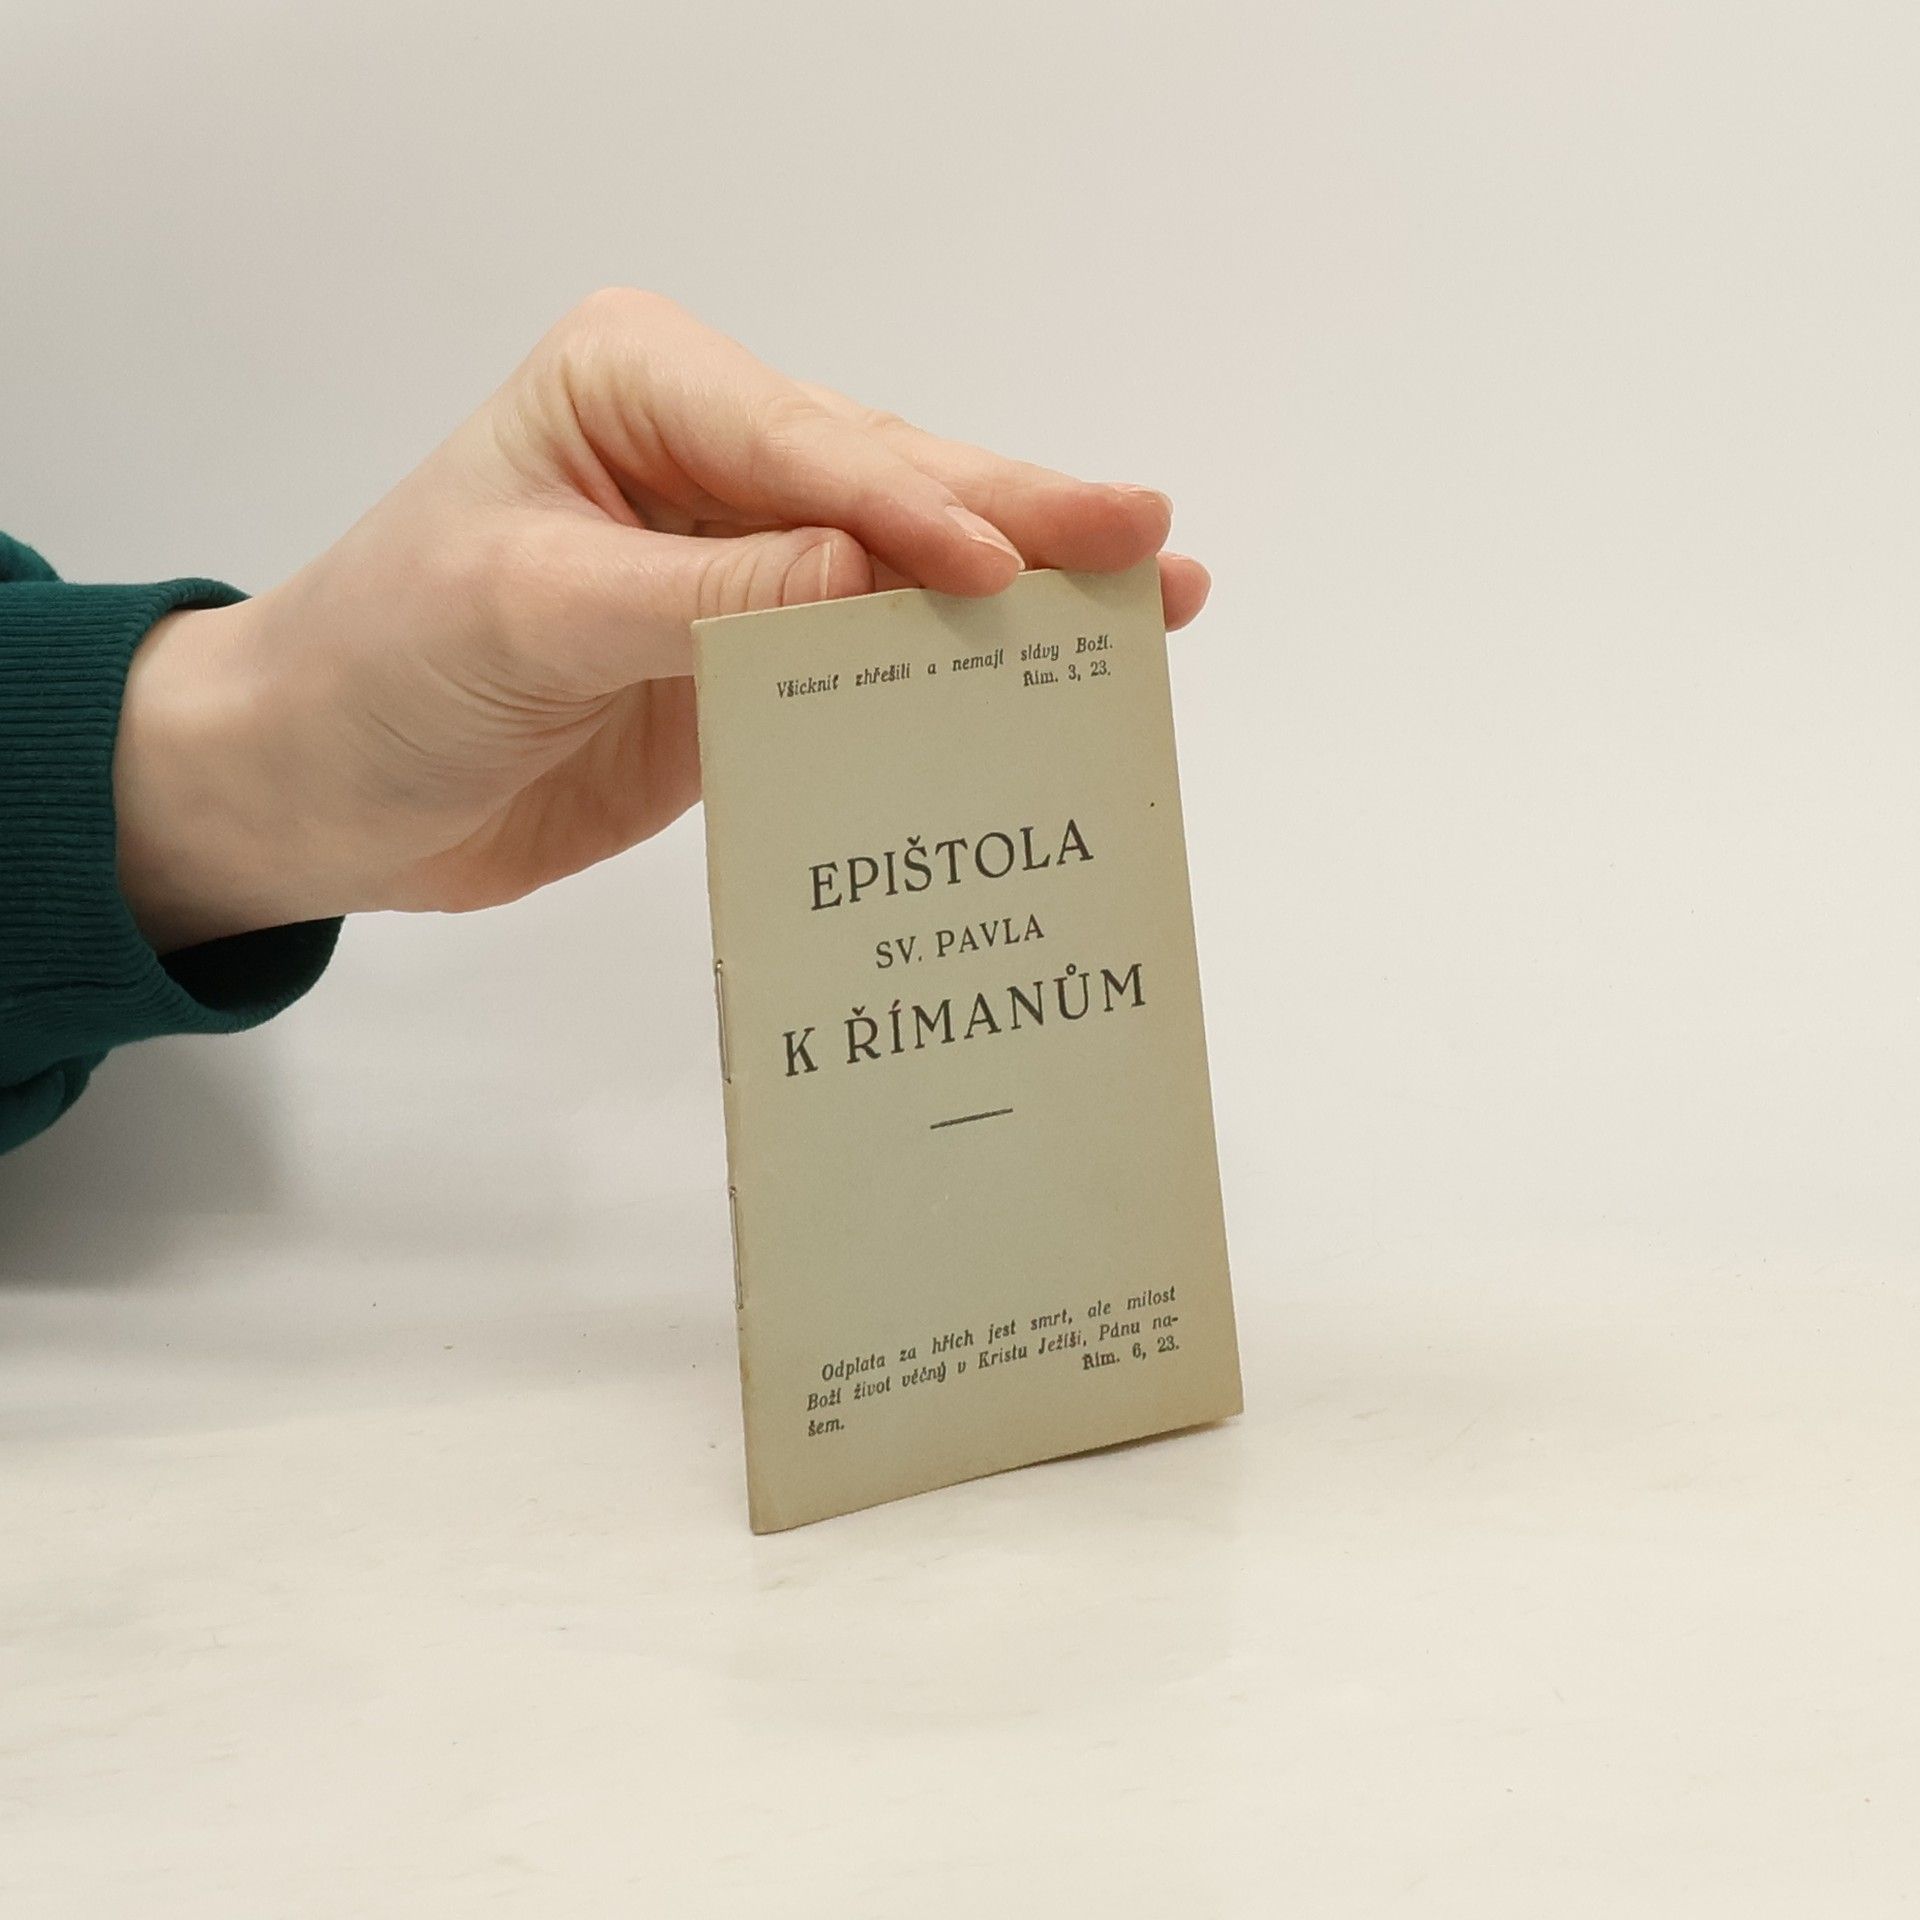 Všickniť zhřešili a nemají slávy Boží.
Řím. 3, 23.
EPIŠTOLA
SV. PAVLA
K ŘÍMANŮM
Odplata za hřích jest smrt, ale milost
Boží život věčný v Kristu Ježíši, Pánu na-
šem.
Řím. 6, 23.